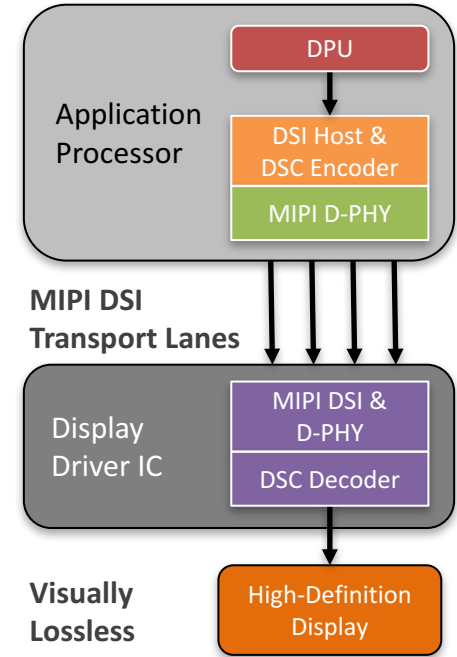 DPU
Application
Processor
DSI Host &
DSC Encoder
MIPI D-PHY
MIPI DSI
Transport Lanes
Display
Driver IC
MIPI DSI &
D-PHY
DSC Decoder
Visually
Lossless
High-Definition
Display